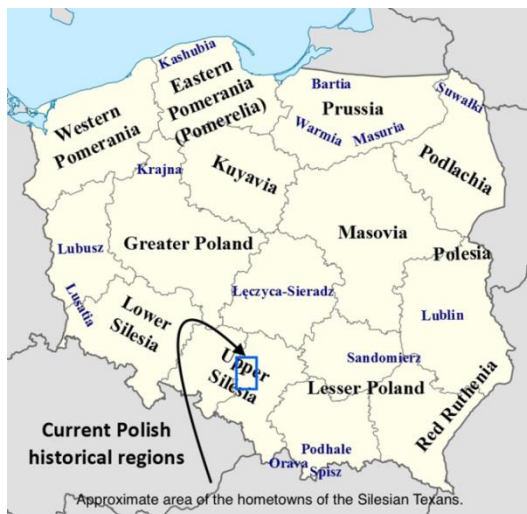 Kashubia
Eastern
Pomerania
(Pomerelia)
Western
Pomerania
Bartia
Prussia
Warmia
Masuria
Suwałki
Krajna
Kuyavia
Podlachia
Lubusz
Greater Poland
Masovia
Polesia
Łęczyca-Sieradz
Lusatia
Lower
Silesia
Lublin
Upper
Silesia
Sandomierz
Lesser Poland
Red Ruthenia
Current Polish
historical regions
Podhale
Orava
Spisz
Approximate area of the hometowns of the Silesian Texans.